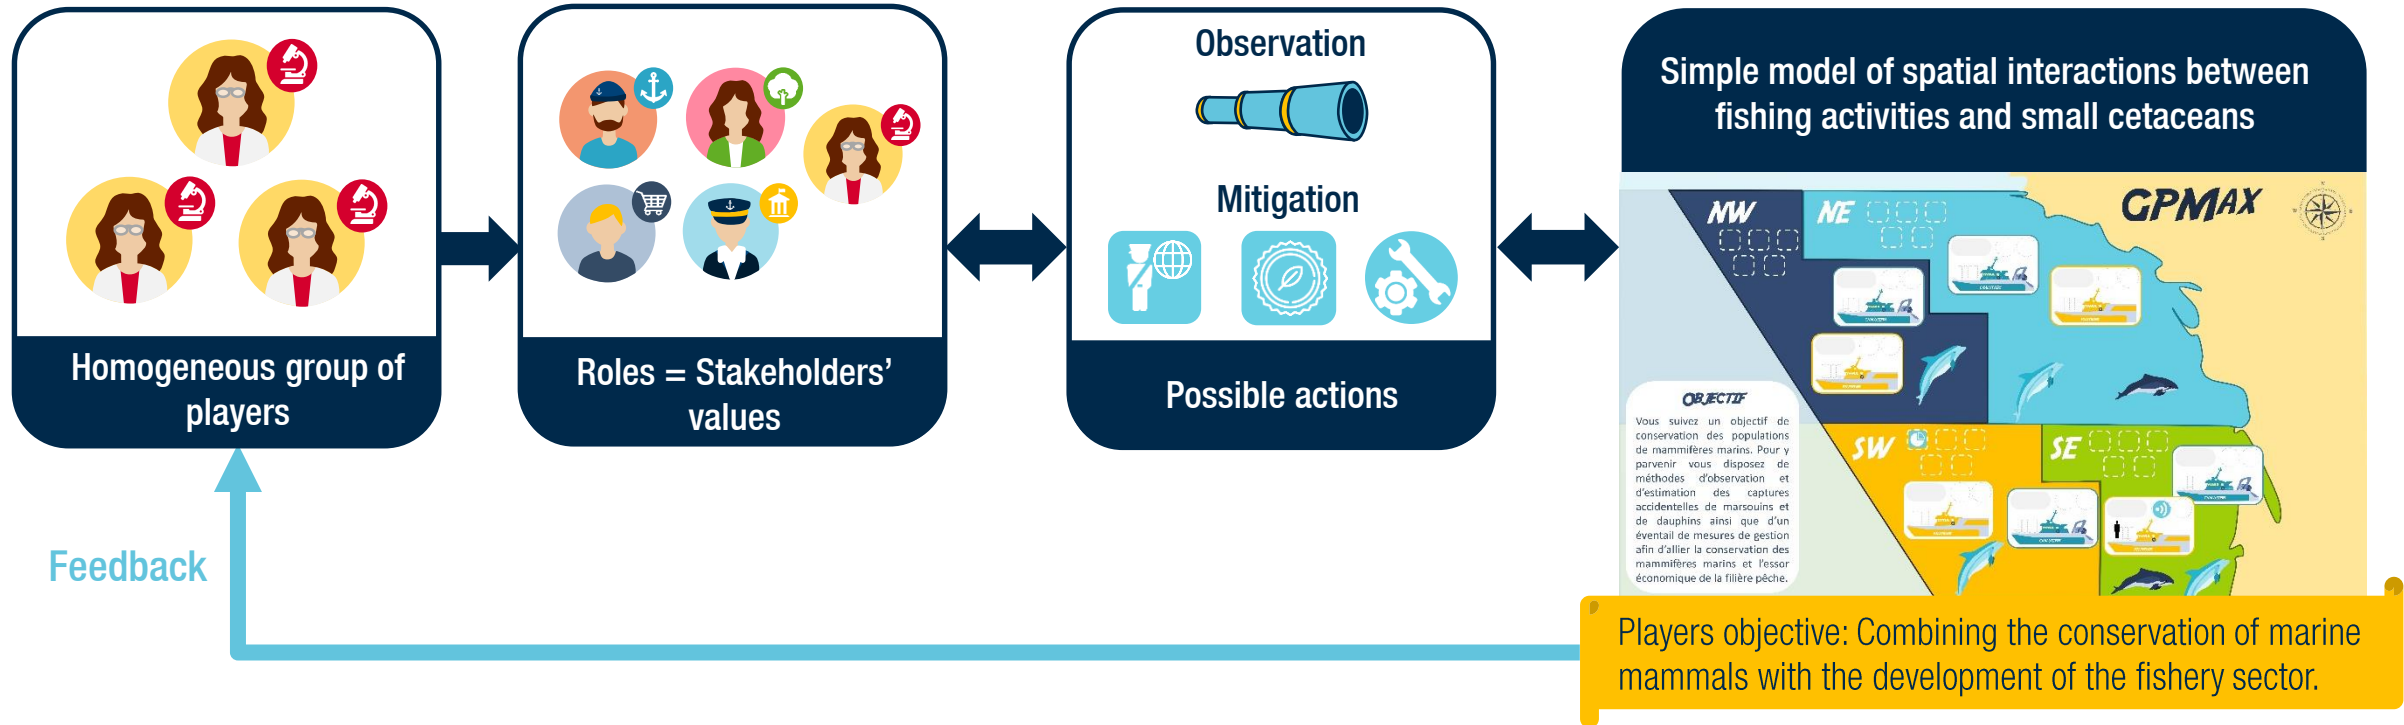 Homogeneous group of
players
Roles = Stakeholders’
values
Observation
Mitigation
Possible actions
Simple model of spatial interactions between
fishing activities and small cetaceans
GPMAX
NW
NE
SW
SE
OBJECTIF
Vous suivez un objectif de
conservation des populations
de mammifères marins. Pour y
parvenir vous disposez de
méthodes d’observation et
d’estimation des captures
accidentelles de marsouins et
de dauphins ainsi que d’un
éventail de mesures de gestion
afin d’allier la conservation des
mammifères marins et l’essor
économique de la filière pêche.
Feedback
Players objective: Combining the conservation of marine
mammals with the development of the fishery sector.